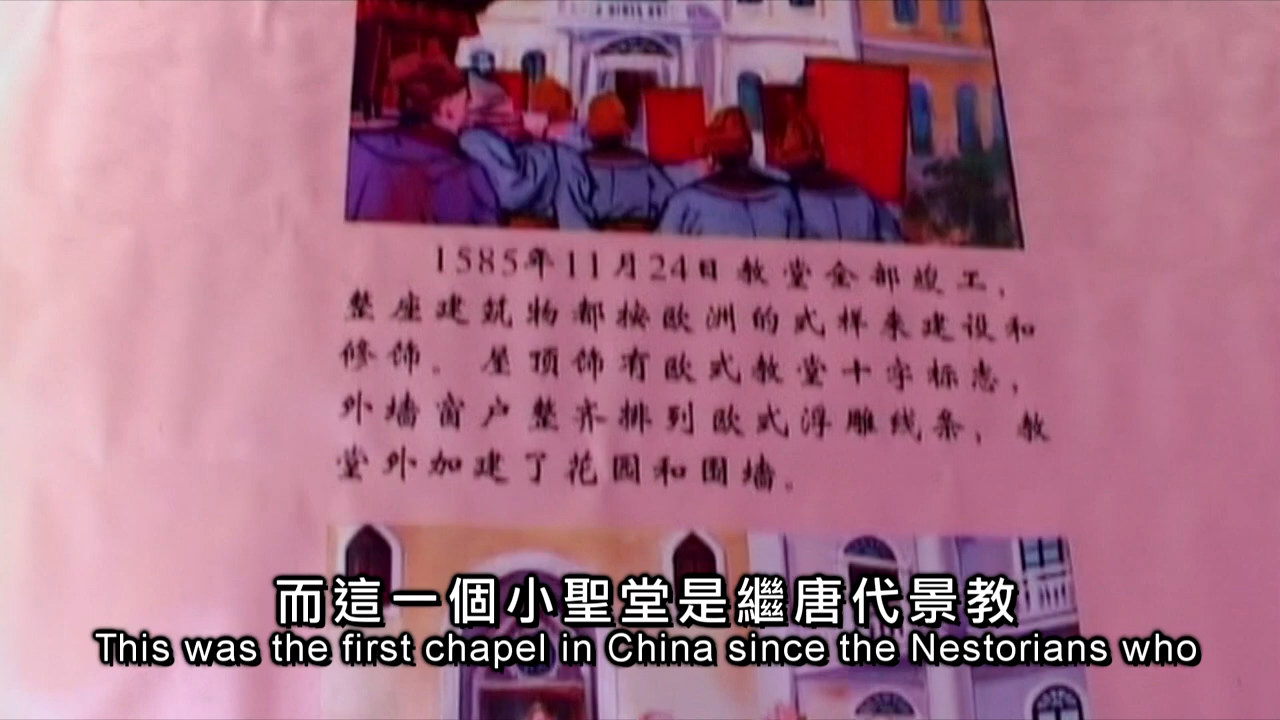 1585年11月24日教堂全部竣工，
整座建筑物都按欧洲的式样来建设和
修饰。屋顶饰有欧式教堂十字标志，
外墙窗户整齐排列欧式浮雕线条，教
堂外加建了花园和围墙。
而這一個小聖堂是繼唐代景教
This was the first chapel in China since the Nestorians who